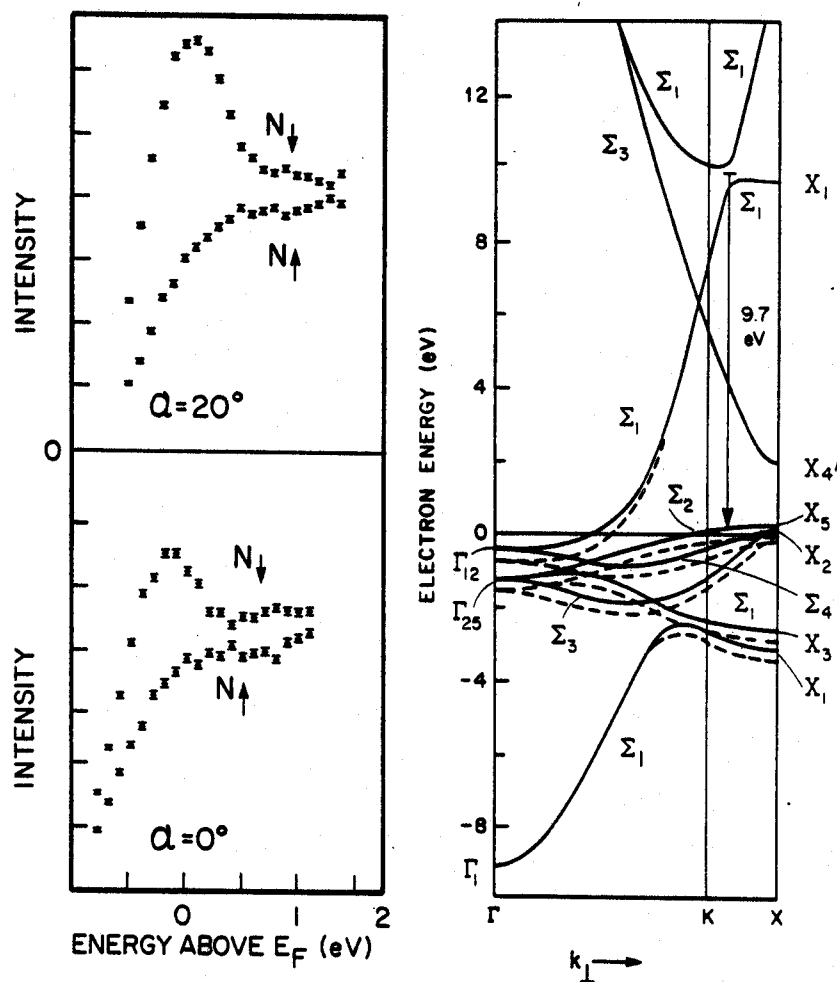 INTENSITY
N↓
N↑
α=20°
0
INTENSITY
N↓
N↑
α=0°
0 1 2
ENERGY ABOVE E_F (eV)
ELECTRON ENERGY (eV)
12
8
4
0
-4
-8
Σ₁
Σ₁
Σ₃
Σ₁
X₁
9.7
eV
Σ₁
X₄'
Σ₂
X₅
Γ₁₂
X₂
Γ₂₅
Σ₃
Σ₁
Σ₄
X₃
X₁
Σ₁
Γ₁
Γ K X
k⊥